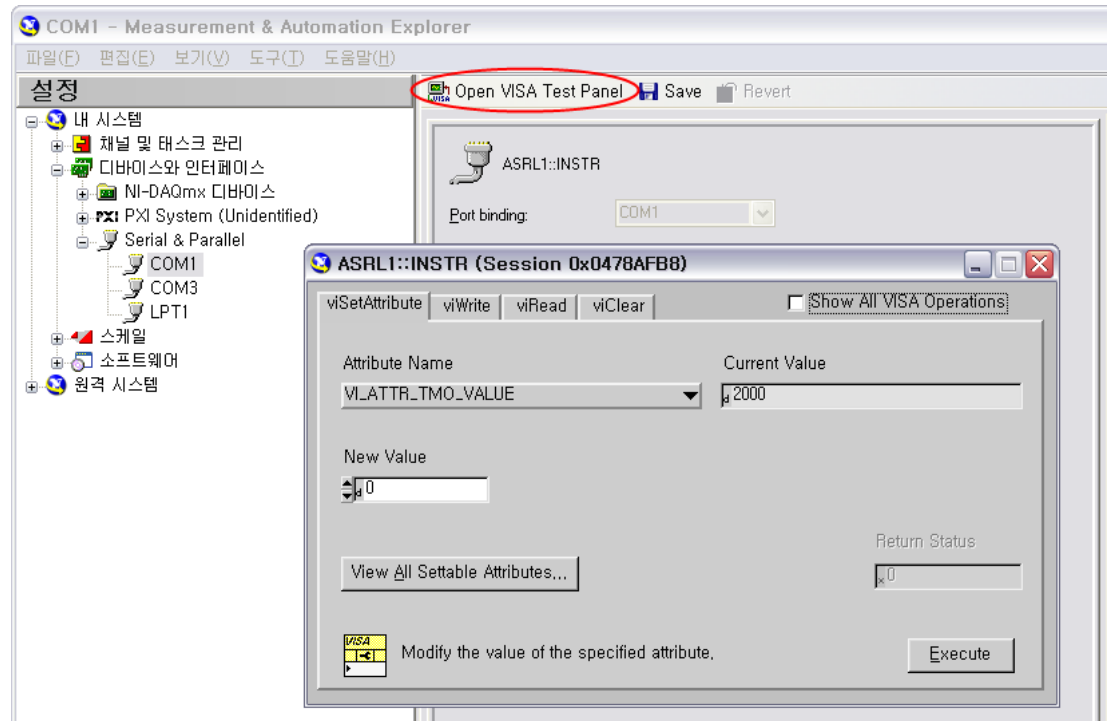 COM1 - Measurement & Automation Explorer
파일(F) 편집(E) 보기(V) 도구(T) 도움말(H)
설정
내 시스템
채널 및 태스크 관리
디바이스와 인터페이스
NI-DAQmx 디바이스
PXI PXI System (Unidentified)
Serial & Parallel
COM1
COM3
LPT1
스케일
소프트웨어
원격 시스템
VISA Open VISA Test Panel Save Revert
ASRL1::INSTR
Port binding: COM1
ASRL1::INSTR (Session 0x0478AFB8)
viSetAttribute viWrite viRead viClear Show All VISA Operations
Attribute Name Current Value
VI_ATTR_TMO_VALUE d 2000
New Value
d 0
Return Status
View All Settable Attributes... x 0
VISA Modify the value of the specified attribute. Execute